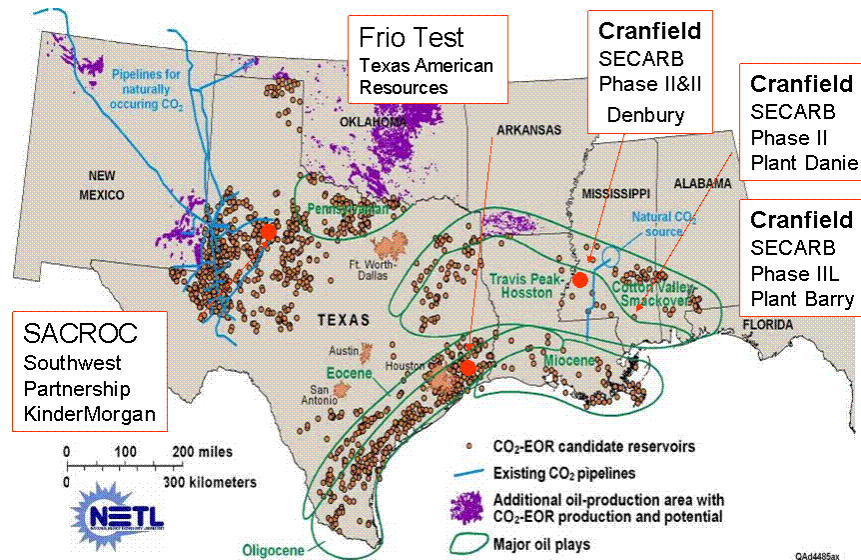 Frio Test
Texas American
Resources
Cranfield
SECARB
Phase II&II
Denbury
Cranfield
SECARB
Phase II
Plant Danie
Cranfield
SECARB
Phase IIL
Plant Barry
SACROC
Southwest
Partnership
KinderMorgan
Pipelines for
naturally
occuring CO₂
OKLAHOMA
ARKANSAS
NEW
MEXICO
MISSISSIPPI
ALABAMA
Pennsylvanian
Natural CO₂
source
Ft. Worth-
Dallas
Travis Peak-
Hosston
Cotton Valley-
Smackover
TEXAS
FLORIDA
Austin
Houston
Eocene
Miocene
San
Antonio
Oligocene
0 100 200 miles
0 300 kilometers
NETL
CO₂-EOR candidate reservoirs
Existing CO₂ pipelines
Additional oil-production area with
CO₂-EOR production and potential
Major oil plays
QAd4485ax